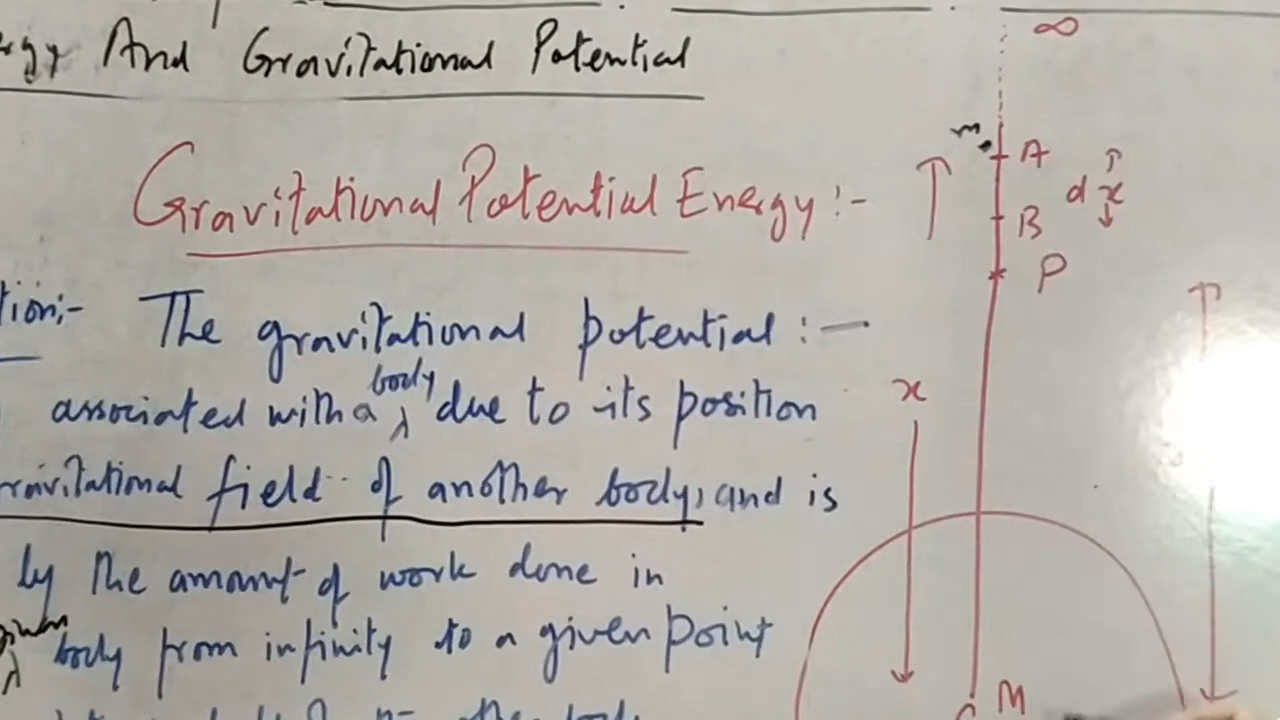 And Gravitational Potential
∞
m
A
Gravitational Potential Energy :-
dx
B
P
The gravitational potential :-
body
x
associated with a due to its position
field of another body, and is
by the amount of work done in
body from infinity to a given point
M